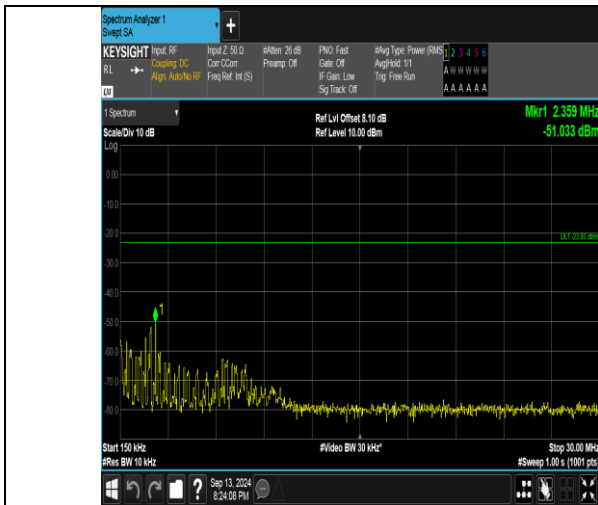 Spectrum Analyzer 1
Swept SA
+
KEYSIGHT Input: RF Input Z: 50 Ω #Atten: 26 dB PNO: Fast #Avg Type: Power (RMS 1 2 3 4 5 6
RL Coupling: DC Corr CCorr Preamp: Off Gate: Off Avg|Hold: 1/1 A W W W W W
Align: Auto/No RF Freq Ref: Int (S) IF Gain: Low Trig: Free Run
LXI Sig Track: Off A A A A A A
1 Spectrum Ref Lvl Offset 8.10 dB Mkr1 2.359 MHz
Scale/Div 10 dB Ref Level 10.00 dBm -51.033 dBm
Log
0.00
-10.0
-20.0
-30.0
-40.0
-50.0
-60.0
-70.0
-80.0
1
Start 150 kHz #Video BW 30 kHz* Stop 30.00 MHz
#Res BW 10 kHz #Sweep 1.00 s (1001 pts)
? Sep 13, 2024
8:24:08 PM